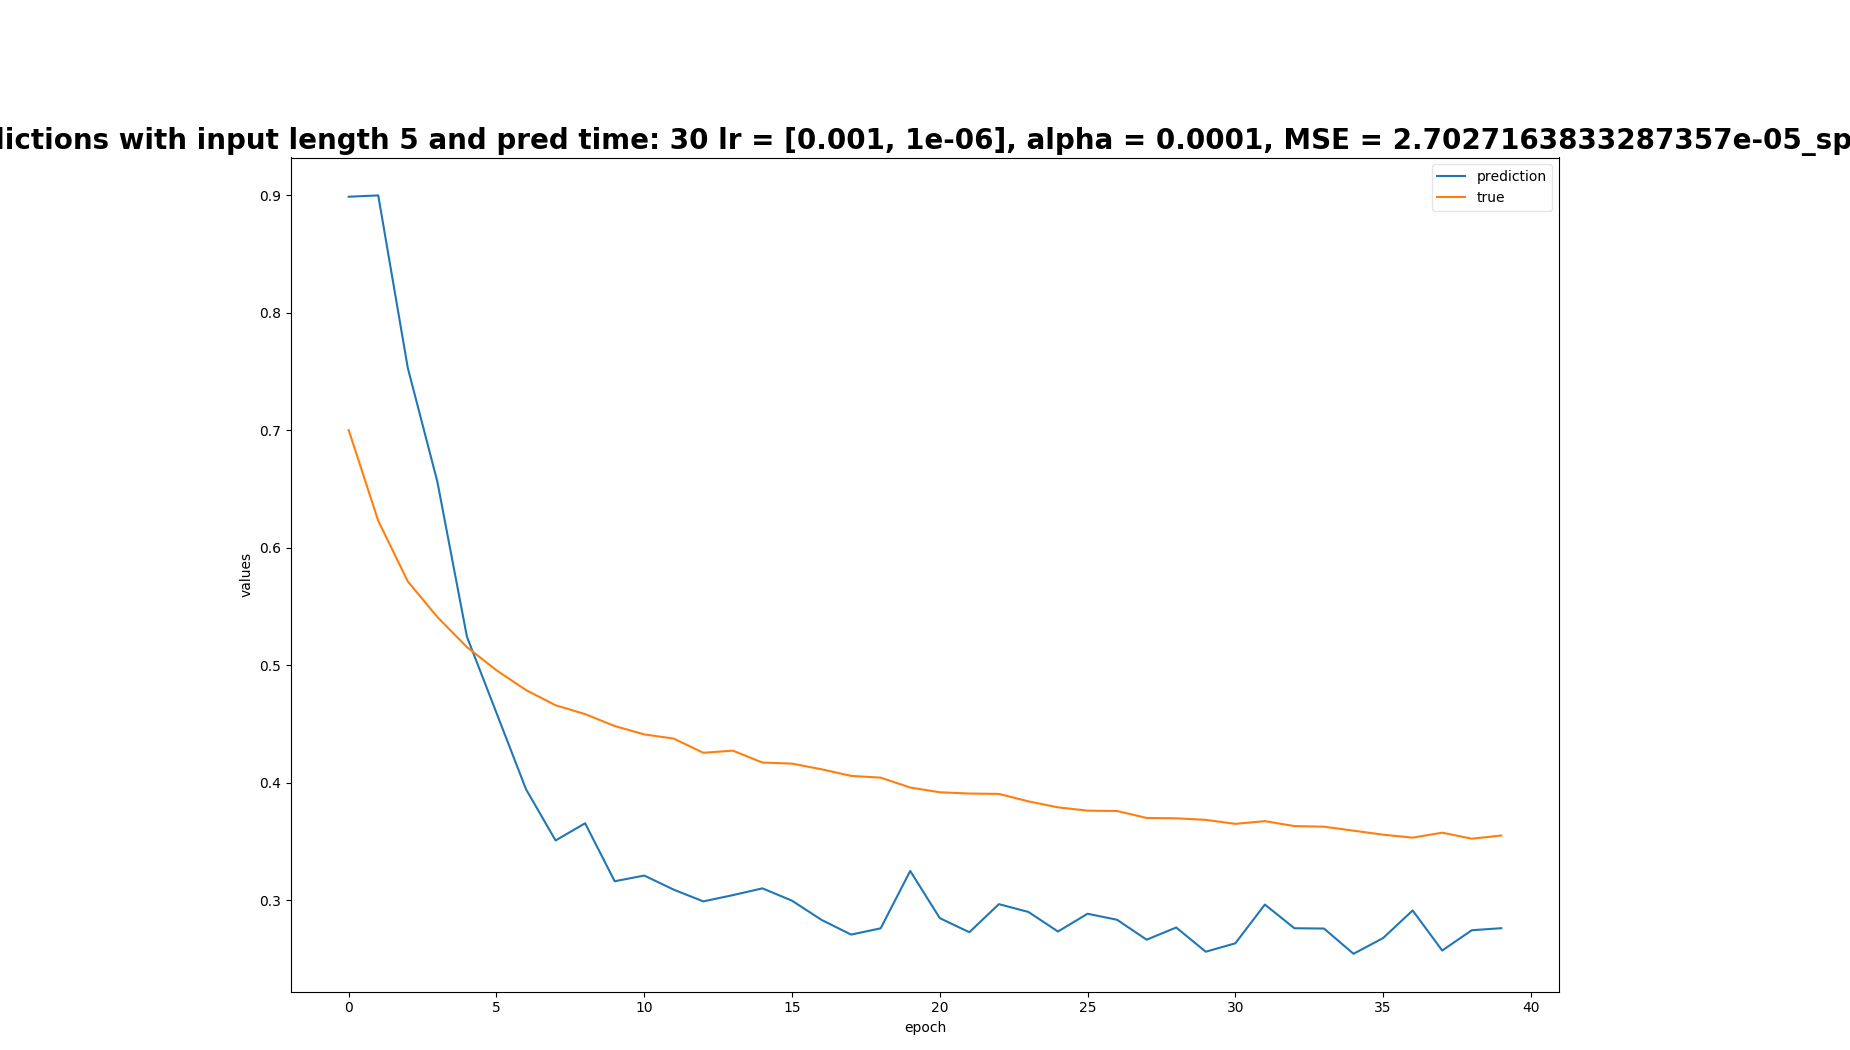 with input length 5 and pred time: 30 lr = [0.001, 1e-06], alpha = 0.0001, MSE = 2.7027163833287357e-05_sp
prediction
true
0.9
0.8
0.7
0.6
0.5
0.4
0.3
values
0 5 10 15 20 25 30 35 40
epoch